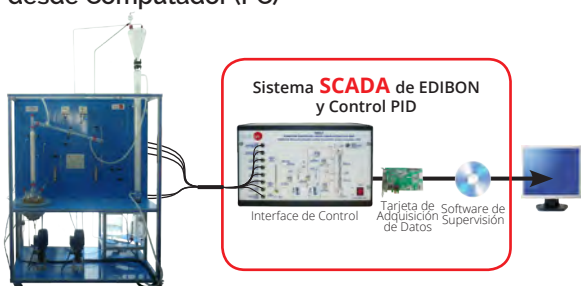 desde Computador (PC)
Sistema SCADA de EDIBON
y Control PID
Interface de Control
Tarjeta de
Adquisición
de Datos
Software de
Supervisión